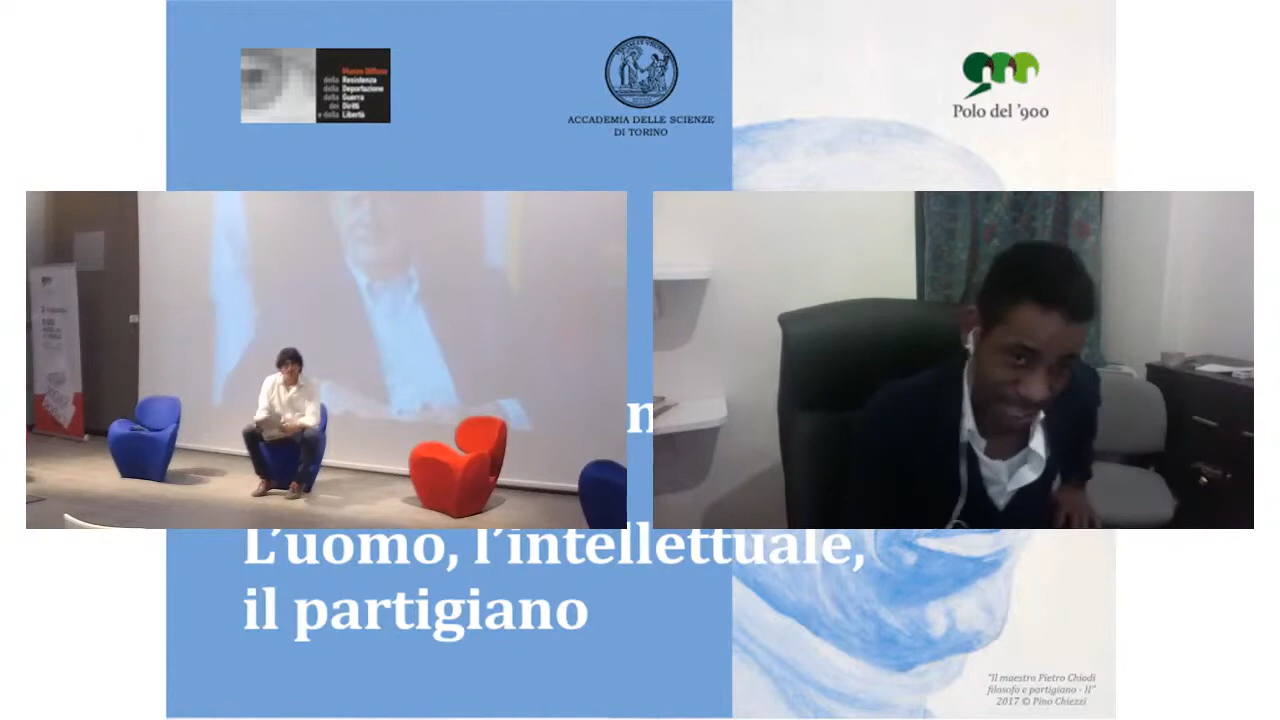 Museo Diffuso
della Resistenza
della Deportazione
della Guerra
dei Diritti
e della Libertà
ACCADEMIA DELLE SCIENZE
DI TORINO
Polo del '900
L'uomo, l'intellettuale,
il partigiano
"Il maestro Pietro Chiodi
filosofo e partigiano - II"
2017 © Pino Chiezzi